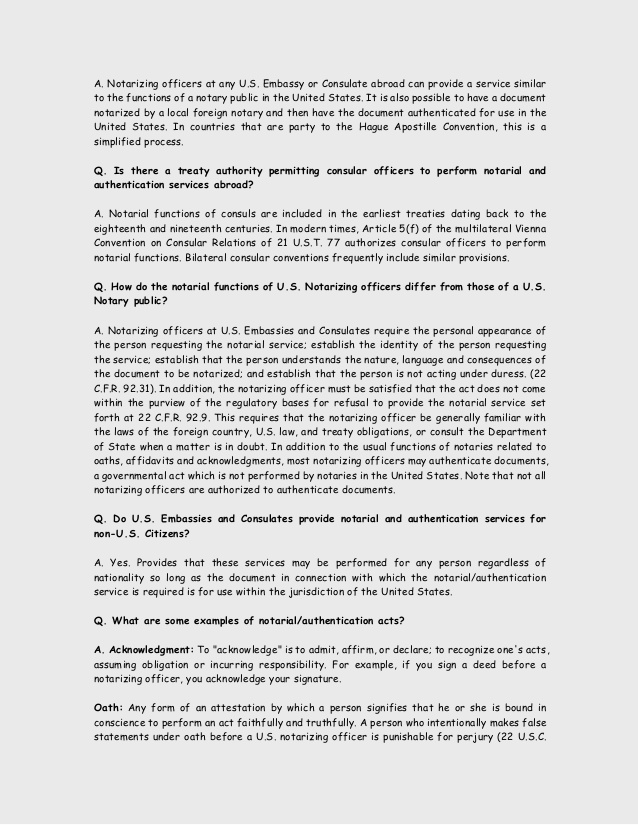 A. Notarizing officers at any U.S. Embassy or Consulate abroad can provide a service similar
to the functions of a notary public in the United States. It is also possible to have a document
notarized by a local foreign notary and then have the document authenticated for use in the
United States. In countries that are party to the Hague Apostille Convention, this is a
simplified process.
Q. Is there a treaty authority permitting consular officers to perform notarial and
authentication services abroad?
A. Notarial functions of consuls are included in the earliest treaties dating back to the
eighteenth and nineteenth centuries. In modern times, Article 5(f) of the multilateral Vienna
Convention on Consular Relations of 21 U.S.T. 77 authorizes consular officers to perform
notarial functions. Bilateral consular conventions frequently include similar provisions.
Q. How do the notarial functions of U.S. Notarizing officers differ from those of a U.S.
Notary public?
A. Notarizing officers at U.S. Embassies and Consulates require the personal appearance of
the person requesting the notarial service; establish the identity of the person requesting
the service; establish that the person understands the nature, language and consequences of
the document to be notarized; and establish that the person is not acting under duress. (22
C.F.R. 92.31). In addition, the notarizing officer must be satisfied that the act does not come
within the purview of the regulatory bases for refusal to provide the notarial service set
forth at 22 C.F.R. 92.9. This requires that the notarizing officer be generally familiar with
the laws of the foreign country, U.S. law, and treaty obligations, or consult the Department
of State when a matter is in doubt. In addition to the usual functions of notaries related to
oaths, affidavits and acknowledgments, most notarizing officers may authenticate documents,
a governmental act which is not performed by notaries in the United States. Note that not all
notarizing officers are authorized to authenticate documents.
Q. Do U.S. Embassies and Consulates provide notarial and authentication services for
non-U.S. Citizens?
A. Yes. Provides that these services may be performed for any person regardless of
nationality so long as the document in connection with which the notarial/authentication
service is required is for use within the jurisdiction of the United States.
Q. What are some examples of notarial/authentication acts?
A. Acknowledgment: To "acknowledge" is to admit, affirm, or declare; to recognize one's acts,
assuming obligation or incurring responsibility. For example, if you sign a deed before a
notarizing officer, you acknowledge your signature.
Oath: Any form of an attestation by which a person signifies that he or she is bound in
conscience to perform an act faithfully and truthfully. A person who intentionally makes false
statements under oath before a U.S. notarizing officer is punishable for perjury (22 U.S.C.